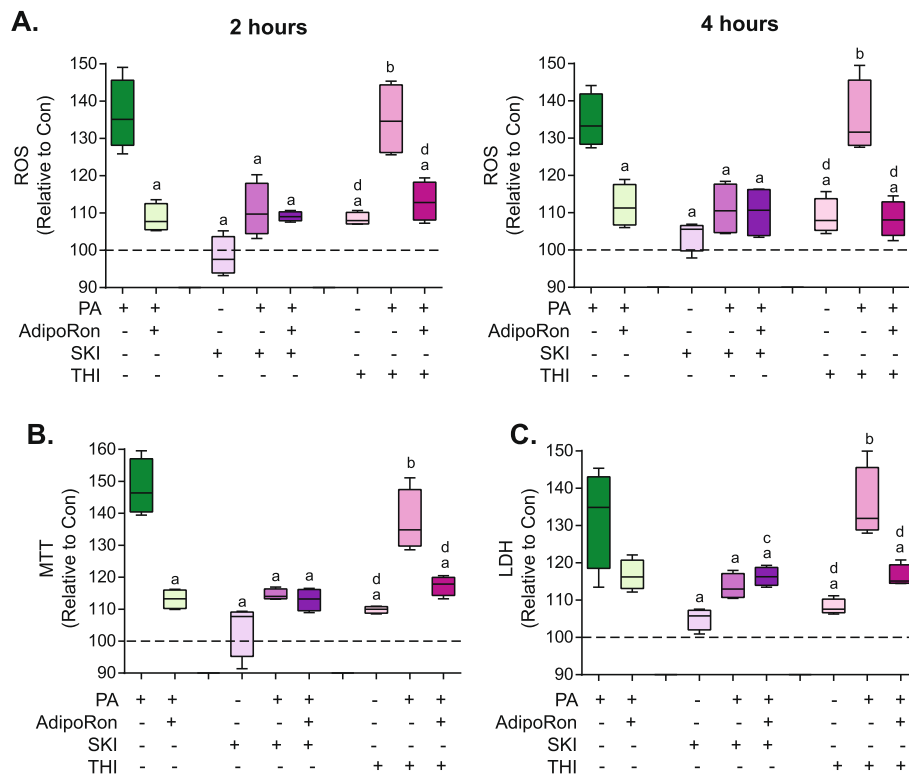 A.
2 hours
4 hours
ROS
(Relative to Con)
150
140
130
120
110
100
90
a
a
a
a
d
a
b
d
a
PA + + - + + - + +
AdipoRon - + - - + - - +
SKI - - + + + - - -
THI - - - - - + + +
ROS
(Relative to Con)
150
140
130
120
110
100
90
a
a
a
a
d
a
b
d
a
PA + + - + + - + +
AdipoRon - + - - + - - +
SKI - - + + + - - -
THI - - - - - + + +
B.
MTT
(Relative to Con)
160
150
140
130
120
110
100
90
a
a
a
a
d
a
b
d
a
PA + + - + + - + +
AdipoRon - + - - + - - +
SKI - - + + + - - -
THI - - - - - + + +
C.
LDH
(Relative to Con)
150
140
130
120
110
100
90
a
a
a
c
a
d
a
b
d
a
PA + + - + + - + +
AdipoRon - + - - + - - +
SKI - - + + + - - -
THI - - - - - + + +